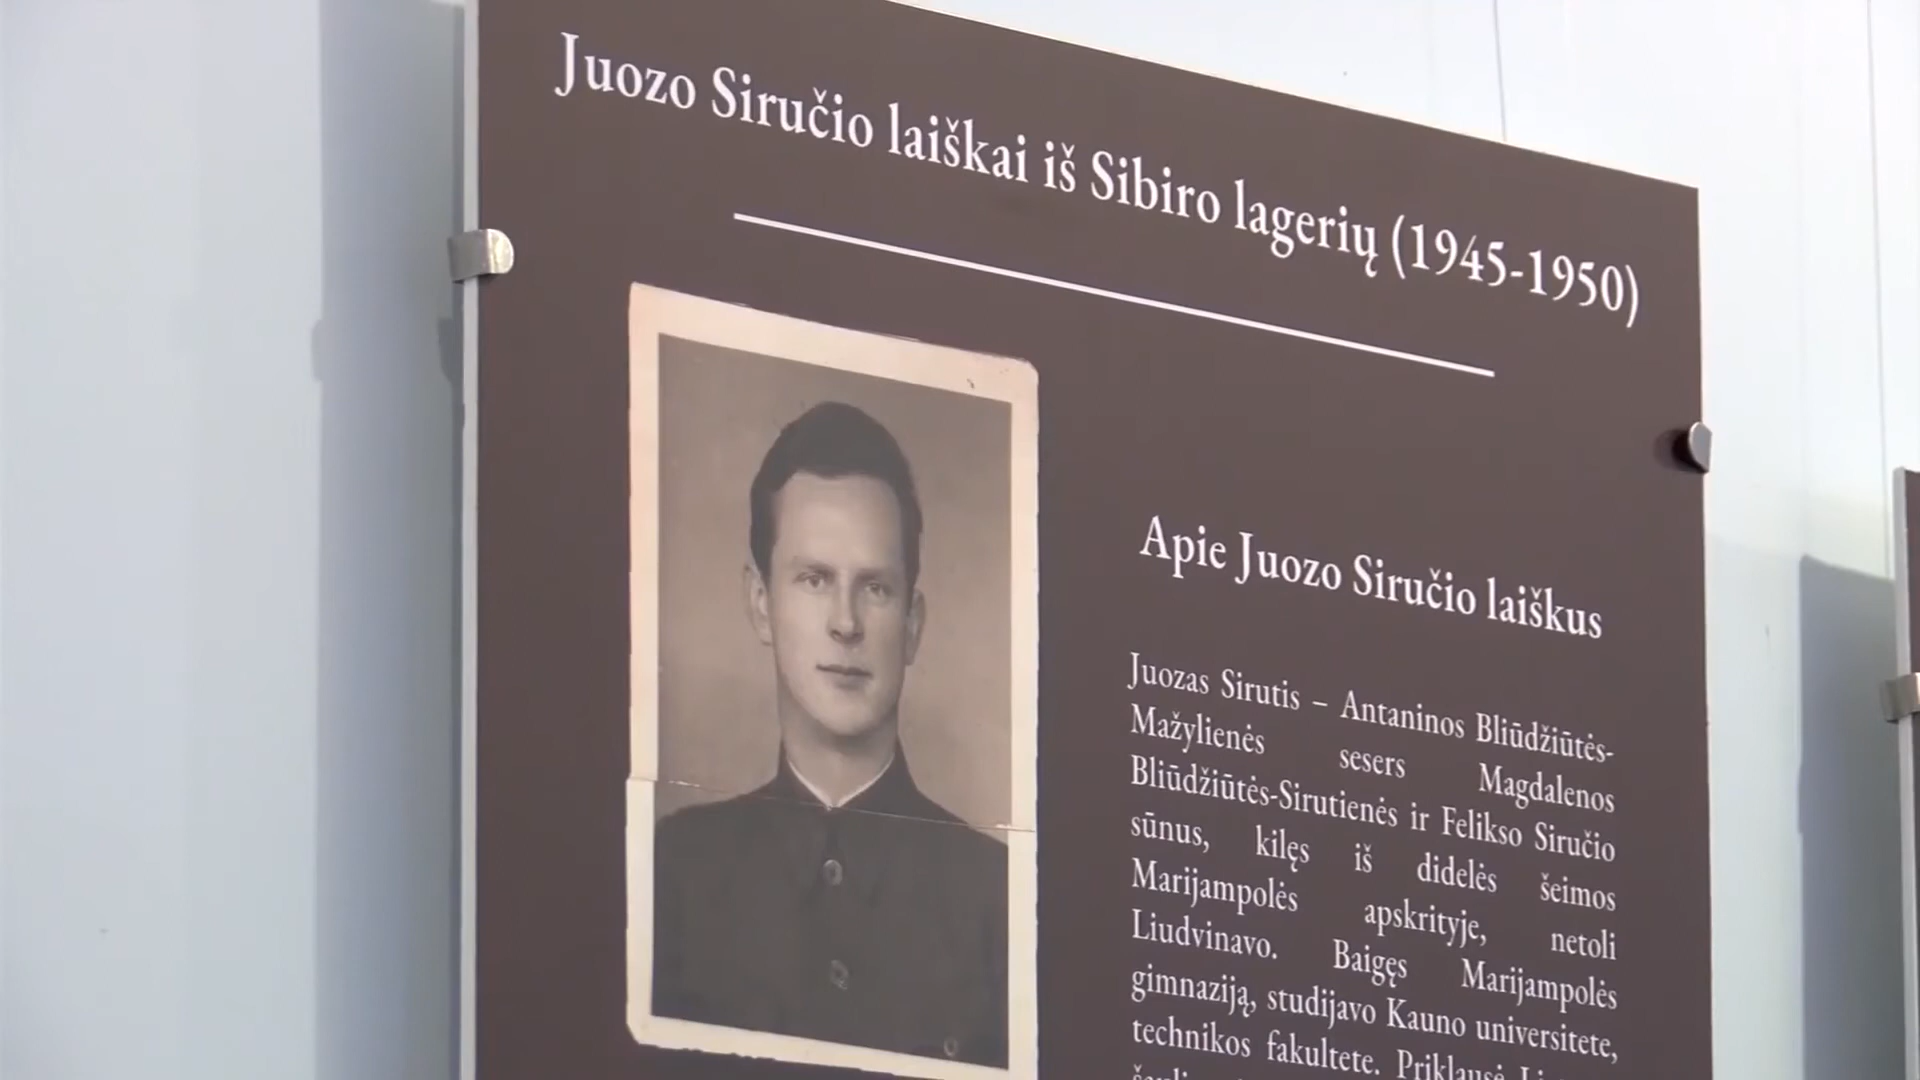 Juozo Siručio laiškai iš Sibiro lagerių (1945-1950)
Apie Juozo Siručio laiškus
Juozas Sirutis – Antaninos Bliūdžiūtės-
Mažylienės sesers Magdalenos
Bliūdžiūtės-Sirutienės ir Felikso Siručio
sūnus, kilęs iš didelės šeimos
Marijampolės apskrityje, netoli
Liudvinavo. Baigęs Marijampolės
gimnaziją, studijavo Kauno universitete,
technikos fakultete. Priklausė